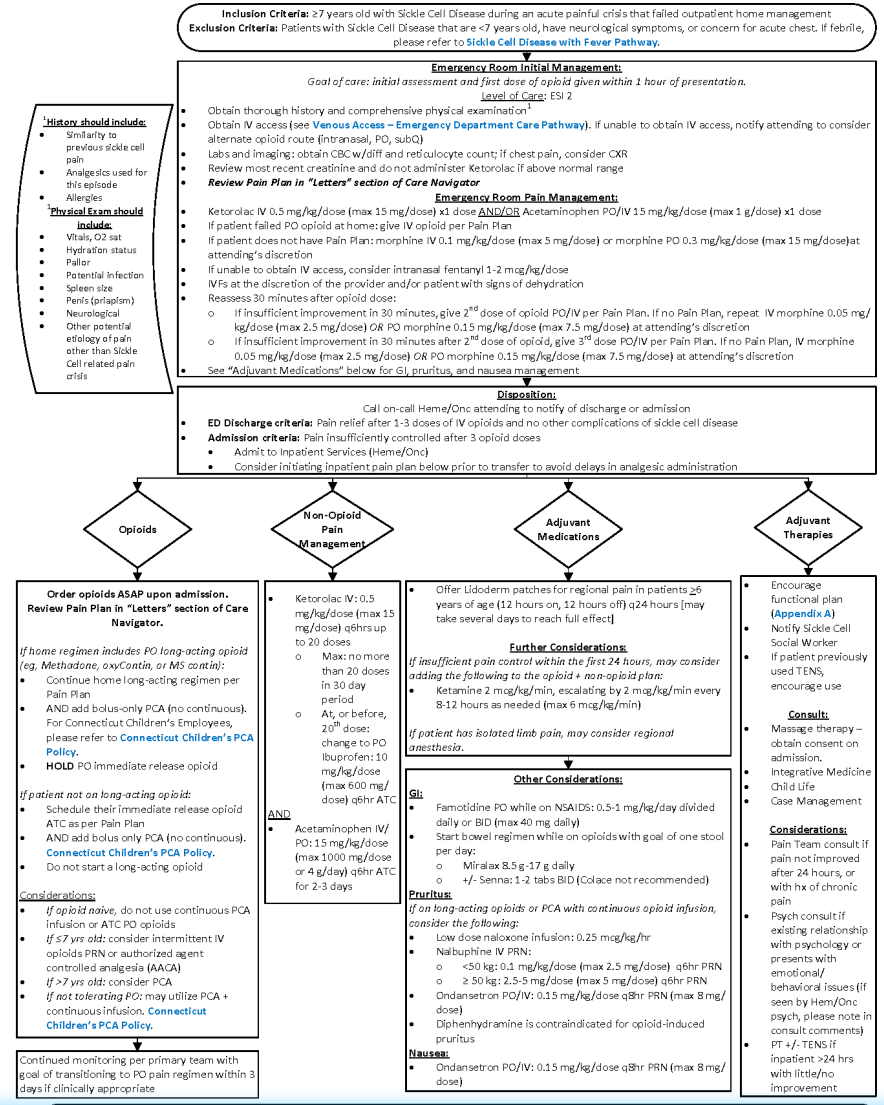 Inclusion Criteria: ≥7 years old with Sickle Cell Disease during an acute painful crisis that failed outpatient home management
Exclusion Criteria: Patients with Sickle Cell Disease that are <7 years old, have neurological symptoms, or concern for acute chest. If febrile,
please refer to Sickle Cell Disease with Fever Pathway.
Emergency Room Initial Management:
Goal of care: initial assessment and first dose of opioid given within 1 hour of presentation.
Level of Care: ESI 2
• Obtain thorough history and comprehensive physical examination1
• Obtain IV access (see Venous Access – Emergency Department Care Pathway). If unable to obtain IV access, notify attending to consider
alternate opioid route (intranasal, PO, subQ)
• Labs and imaging: obtain CBC w/diff and reticulocyte count; if chest pain, consider CXR
• Review most recent creatinine and do not administer Ketorolac if above normal range
• Review Pain Plan in "Letters" section of Care Navigator
Emergency Room Pain Management:
• Ketorolac IV 0.5 mg/kg/dose (max 15 mg/dose) x1 dose AND/OR Acetaminophen PO/IV 15 mg/kg/dose (max 1 g/dose) x1 dose
• If patient failed PO opioid at home: give IV opioid per Pain Plan
• If patient does not have Pain Plan: morphine IV 0.1 mg/kg/dose (max 5 mg/dose) or morphine PO 0.3 mg/kg/dose (max 15 mg/dose)at
attending's discretion
• If unable to obtain IV access, consider intranasal fentanyl 1-2 mcg/kg/dose
• IVFs at the discretion of the provider and/or patient with signs of dehydration
• Reassess 30 minutes after opioid dose:
o If insufficient improvement in 30 minutes, give 2nd dose of opioid PO/IV per Pain Plan. If no Pain Plan, repeat IV morphine 0.05 mg/
kg/dose (max 2.5 mg/dose) OR PO morphine 0.15 mg/kg/dose (max 7.5 mg/dose) at attending's discretion
o If insufficient improvement in 30 minutes after 2nd dose of opioid, give 3rd dose PO/IV per Pain Plan. If no Pain Plan, IV morphine
0.05 mg/kg/dose (max 2.5 mg/dose) OR PO morphine 0.15 mg/kg/dose (max 7.5 mg/dose) at attending's discretion
• See "Adjuvant Medications" below for GI, pruritus, and nausea management
1History should include:
• Similarity to
previous sickle cell
pain
• Analgesics used for
this episode
• Allergies
1Physical Exam should
include:
• Vitals, O2 sat
• Hydration status
• Pallor
• Potential infection
• Spleen size
• Penis (priapism)
• Neurological
• Other potential
etiology of pain
other than Sickle
Cell related pain
crisis
Disposition:
Call on-call Heme/Onc attending to notify of discharge or admission
• ED Discharge criteria: Pain relief after 1-3 doses of IV opioids and no other complications of sickle cell disease
• Admission criteria: Pain insufficiently controlled after 3 opioid doses
• Admit to Inpatient Services (Heme/Onc)
• Consider initiating inpatient pain plan below prior to transfer to avoid delays in analgesic administration
Opioids
Order opioids ASAP upon admission.
Review Pain Plan in "Letters" section of Care
Navigator.
If home regimen includes PO long-acting opioid
(eg, Methadone, oxyContin, or MS contin):
• Continue home long-acting regimen per
Pain Plan
• AND add bolus-only PCA (no continuous).
For Connecticut Children's Employees,
please refer to Connecticut Children's PCA
Policy.
• HOLD PO immediate release opioid
If patient not on long-acting opioid:
• Schedule their immediate release opioid
ATC as per Pain Plan
• AND add bolus only PCA (no continuous).
Connecticut Children's PCA Policy.
• Do not start a long-acting opioid
Considerations:
• If opioid naive, do not use continuous PCA
infusion or ATC PO opioids
• If ≤7 yrs old: consider intermittent IV
opioids PRN or authorized agent
controlled analgesia (AACA)
• If >7 yrs old: consider PCA
• If not tolerating PO: may utilize PCA +
continuous infusion. Connecticut
Children's PCA Policy.
Continued monitoring per primary team with
goal of transitioning to PO pain regimen within 3
days if clinically appropriate
Non-Opioid
Pain
Management
• Ketorolac IV: 0.5
mg/kg/dose (max 15
mg/dose) q6hrs up
to 20 doses
o Max: no more
than 20 doses
in 30 day
period
o At, or before,
20th dose:
change to PO
Ibuprofen: 10
mg/kg/dose
(max 600 mg/
dose) q6hr ATC
AND
• Acetaminophen IV/
PO: 15 mg/kg/dose
(max 1000 mg/dose
or 4 g/day) q6hr ATC
for 2-3 days
Adjuvant
Medications
• Offer Lidoderm patches for regional pain in patients ≥6
years of age (12 hours on, 12 hours off) q24 hours [may
take several days to reach full effect]
Further Considerations:
If insufficient pain control within the first 24 hours, may consider
adding the following to the opioid + non-opioid plan:
• Ketamine 2 mcg/kg/min, escalating by 2 mcg/kg/min every
8-12 hours as needed (max 6 mcg/kg/min)
If patient has isolated limb pain, may consider regional
anesthesia.
Other Considerations:
GI:
• Famotidine PO while on NSAIDS: 0.5-1 mg/kg/day divided
daily or BID (max 40 mg daily)
• Start bowel regimen while on opioids with goal of one stool
per day:
o Miralax 8.5 g-17 g daily
o +/- Senna: 1-2 tabs BID (Colace not recommended)
Pruritus:
If on long-acting opioids or PCA with continuous opioid infusion,
consider the following:
• Low dose naloxone infusion: 0.25 mcg/kg/hr
• Nalbuphine IV PRN:
o <50 kg: 0.1 mg/kg/dose (max 2.5 mg/dose) q6hr PRN
o ≥ 50 kg: 2.5-5 mg/dose (max 5 mg/dose) q6hr PRN
• Ondansetron PO/IV: 0.15 mg/kg/dose q8hr PRN (max 8 mg/
dose)
• Diphenhydramine is contraindicated for opioid-induced
pruritus
Nausea:
• Ondansetron PO/IV: 0.15 mg/kg/dose q8hr PRN (max 8 mg/
dose)
Adjuvant
Therapies
• Encourage
functional plan
(Appendix A)
• Notify Sickle Cell
Social Worker
• If patient previously
used TENS,
encourage use
Consult:
• Massage therapy –
obtain consent on
admission.
• Integrative Medicine
• Child Life
• Case Management
Considerations:
• Pain Team consult if
pain not improved
after 24 hours, or
with hx of chronic
pain
• Psych consult if
existing relationship
with psychology or
presents with
emotional/
behavioral issues (if
seen by Hem/Onc
psych, please note in
consult comments)
• PT +/- TENS if
inpatient >24 hrs
with little/no
improvement